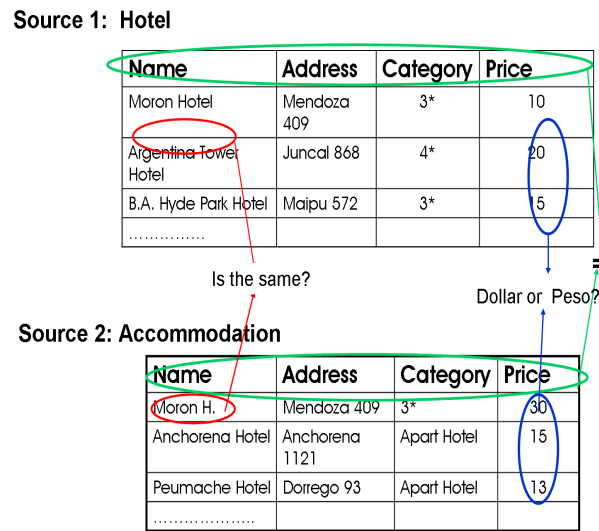 Source 1: Hotel
Name Address Category Price
Moron Hotel Mendoza 409 3* 10
Argentina Tower Hotel Juncal 868 4* 20
B.A. Hyde Park Hotel Maipu 572 3* 15
……………
Is the same?
Dollar or Peso?
=
Source 2: Accommodation
Name Address Category Price
Moron H. Mendoza 409 3* 30
Anchorena Hotel Anchorena 1121 Apart Hotel 15
Peumache Hotel Dorrego 93 Apart Hotel 13
………………..